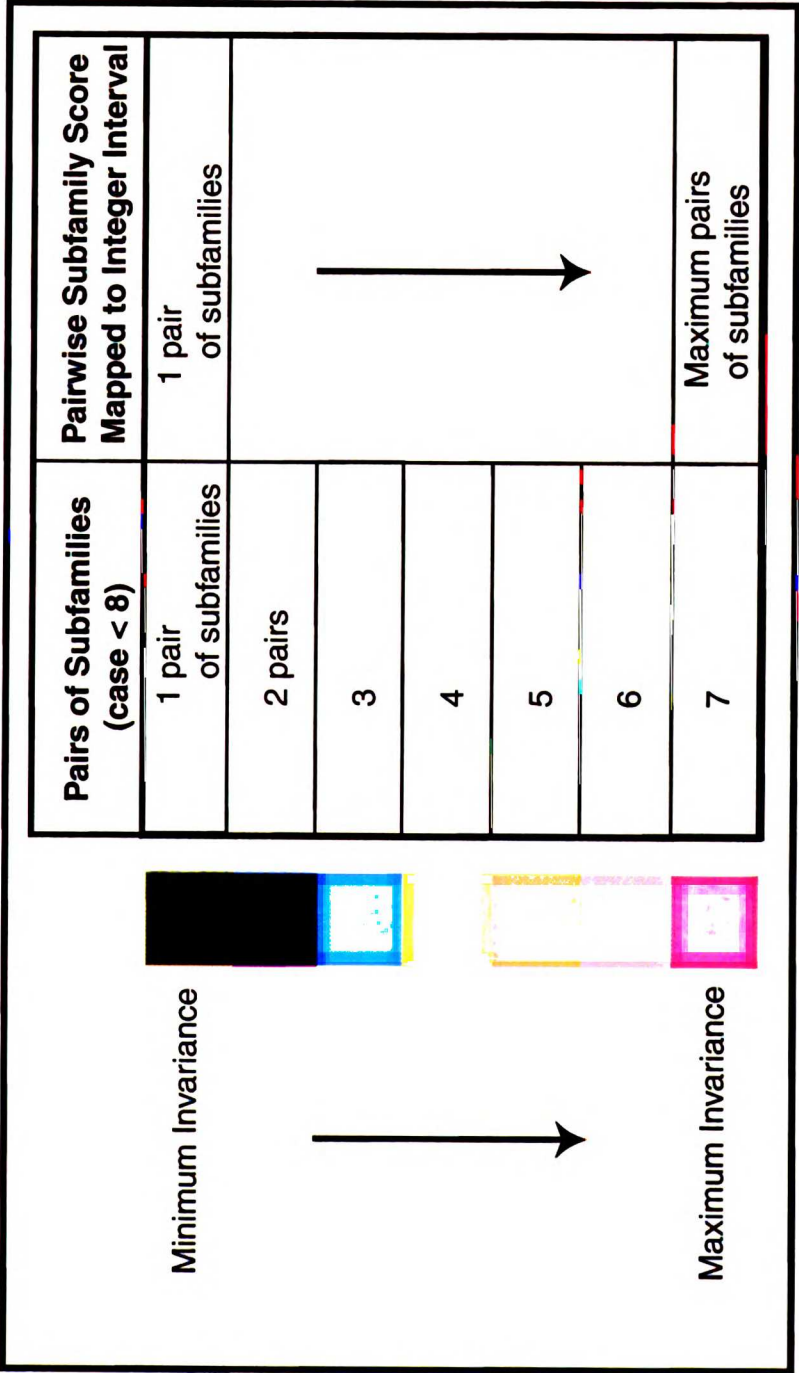 Pairs of Subfamilies
(case < 8)
Pairwise Subfamily Score
Mapped to Integer Interval
Minimum Invariance
1 pair
of subfamilies
1 pair
of subfamilies
2 pairs
3
4
5
6
Maximum Invariance
7
Maximum pairs
of subfamilies